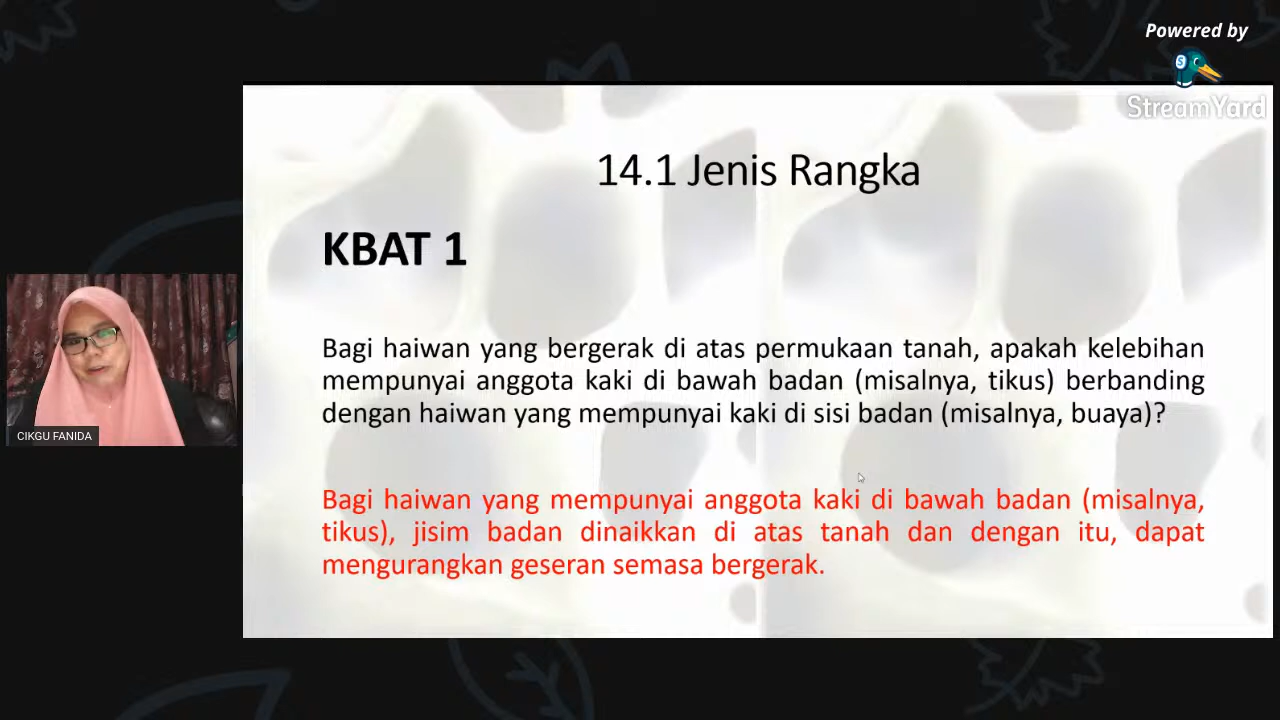 Powered by
StreamYard
14.1 Jenis Rangka
KBAT 1
Bagi haiwan yang bergerak di atas permukaan tanah, apakah kelebihan
mempunyai anggota kaki di bawah badan (misalnya, tikus) berbanding
dengan haiwan yang mempunyai kaki di sisi badan (misalnya, buaya)?
Bagi haiwan yang mempunyai anggota kaki di bawah badan (misalnya,
tikus), jisim badan dinaikkan di atas tanah dan dengan itu, dapat
mengurangkan geseran semasa bergerak.
CIKGU FANIDA